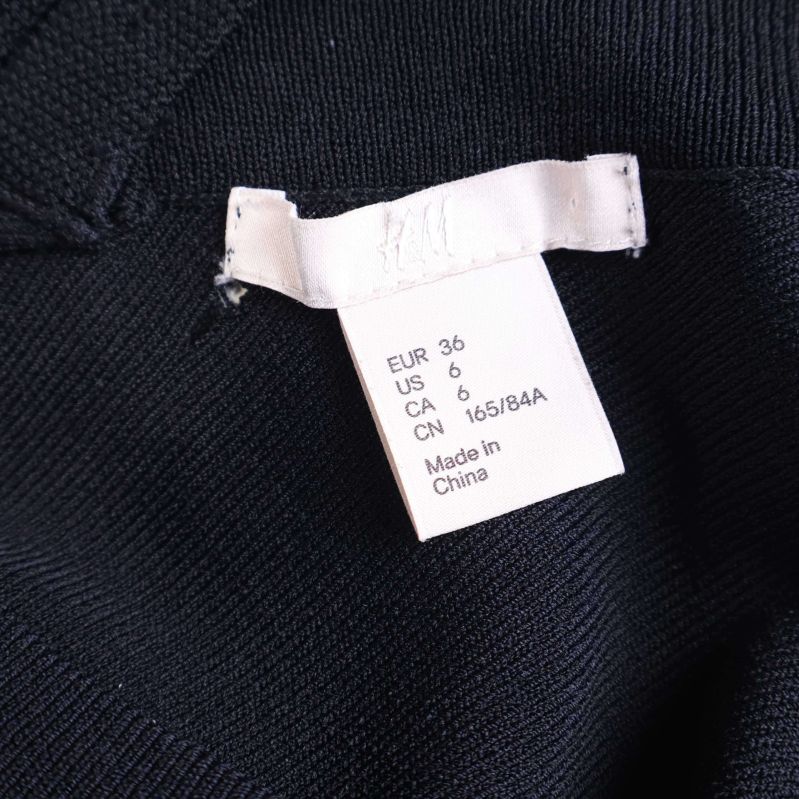 H&M
EUR 36
US 6
CA 6
CN 165/84A
Made in
China